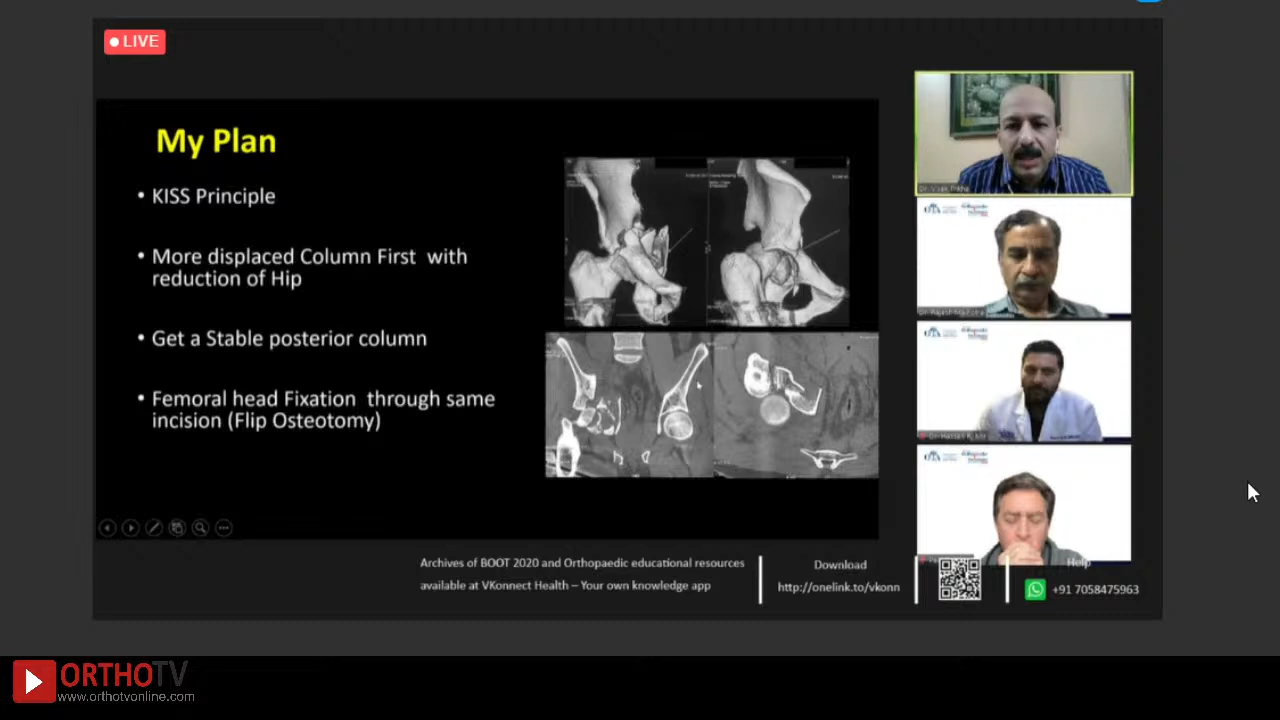 LIVE
My Plan
• KISS Principle
• More displaced Column First with
reduction of Hip
• Get a Stable posterior column
• Femoral head Fixation through same
incision (Flip Osteotomy)
Archives of BOOT 2020 and Orthopaedic educational resources
available at VKonnect Health – Your own knowledge app
Download
http://onelink.to/vkonn
Help
+91 7058475963
ORTHOTV
www.orthotvonline.com